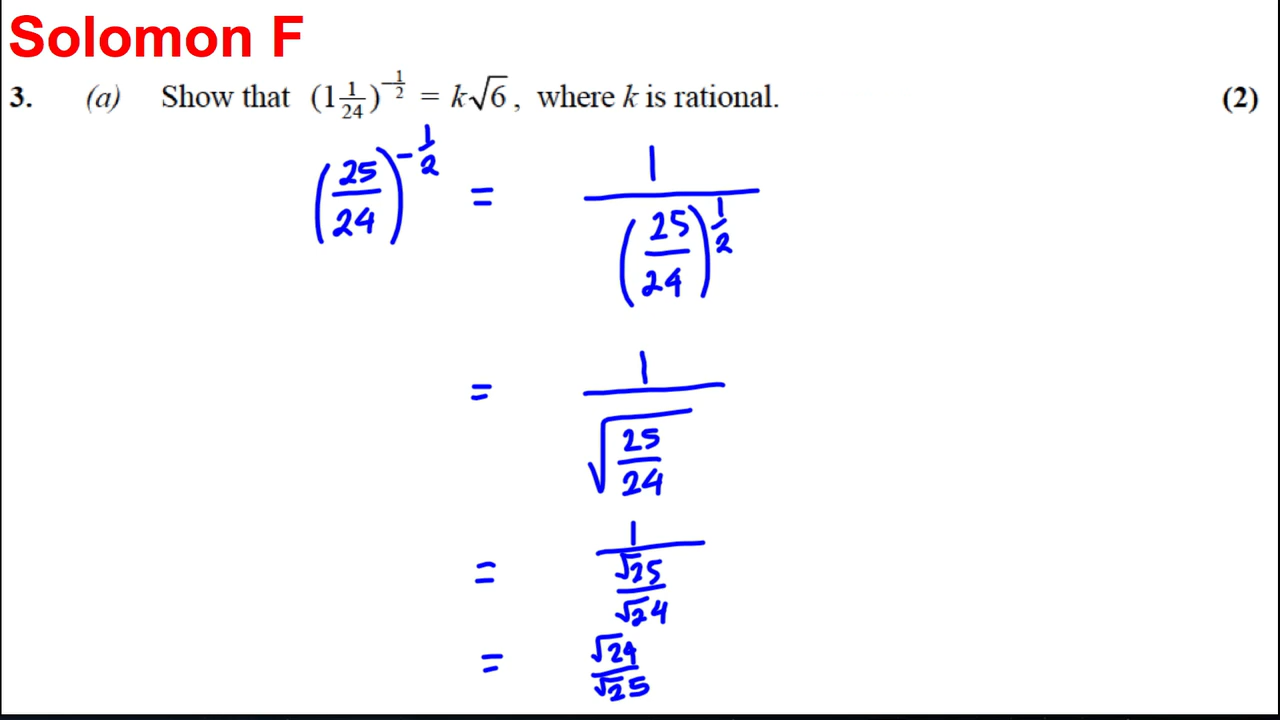 Solomon F
3. (a) Show that (1 1/24)^(-1/2) = k√6, where k is rational. (2)
(25/24)^(-1/2) = 1/(25/24)^(1/2)
= 1/√(25/24)
= 1/(√25/√24)
= √24/√25